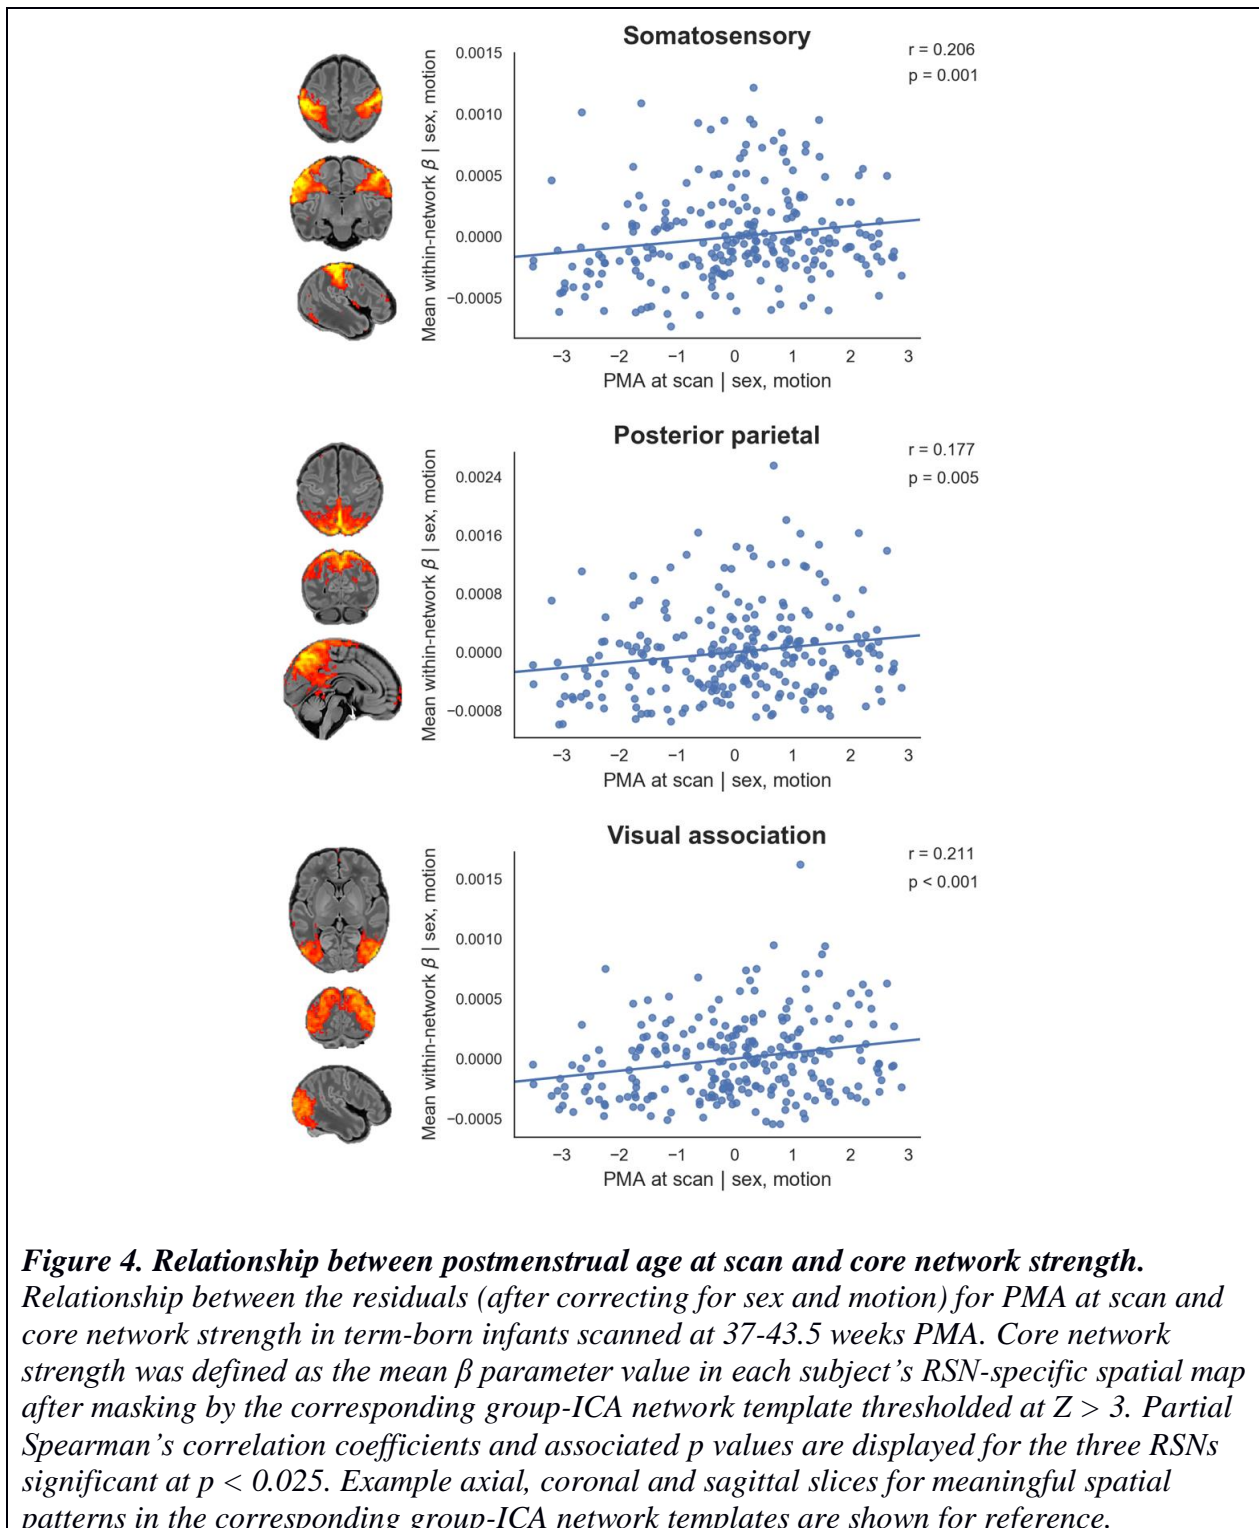 Somatosensory
r = 0.206
p = 0.001
Mean within-network β | sex, motion
0.0015
0.0010
0.0005
0.0000
−0.0005
−3 −2 −1 0 1 2 3
PMA at scan | sex, motion
Posterior parietal
r = 0.177
p = 0.005
Mean within-network β | sex, motion
0.0024
0.0016
0.0008
0.0000
−0.0008
−3 −2 −1 0 1 2 3
PMA at scan | sex, motion
Visual association
r = 0.211
p < 0.001
Mean within-network β | sex, motion
0.0015
0.0010
0.0005
0.0000
−0.0005
−3 −2 −1 0 1 2 3
PMA at scan | sex, motion
Figure 4. Relationship between postmenstrual age at scan and core network strength.
Relationship between the residuals (after correcting for sex and motion) for PMA at scan and
core network strength in term-born infants scanned at 37-43.5 weeks PMA. Core network
strength was defined as the mean β parameter value in each subject’s RSN-specific spatial map
after masking by the corresponding group-ICA network template thresholded at Z > 3. Partial
Spearman’s correlation coefficients and associated p values are displayed for the three RSNs
significant at p < 0.025. Example axial, coronal and sagittal slices for meaningful spatial
patterns in the corresponding group-ICA network templates are shown for reference.